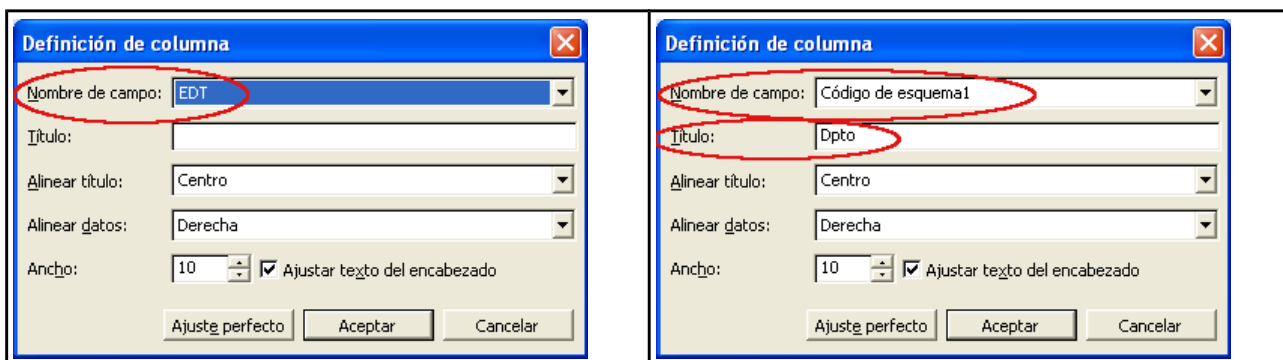 Definición de columna
Nombre de campo: EDT
Título:
Alinear título: Centro
Alinear datos: Derecha
Ancho: 10 Ajustar texto del encabezado
Ajuste perfecto Aceptar Cancelar
Definición de columna
Nombre de campo: Código de esquema1
Título: Dpto
Alinear título: Centro
Alinear datos: Derecha
Ancho: 10 Ajustar texto del encabezado
Ajuste perfecto Aceptar Cancelar